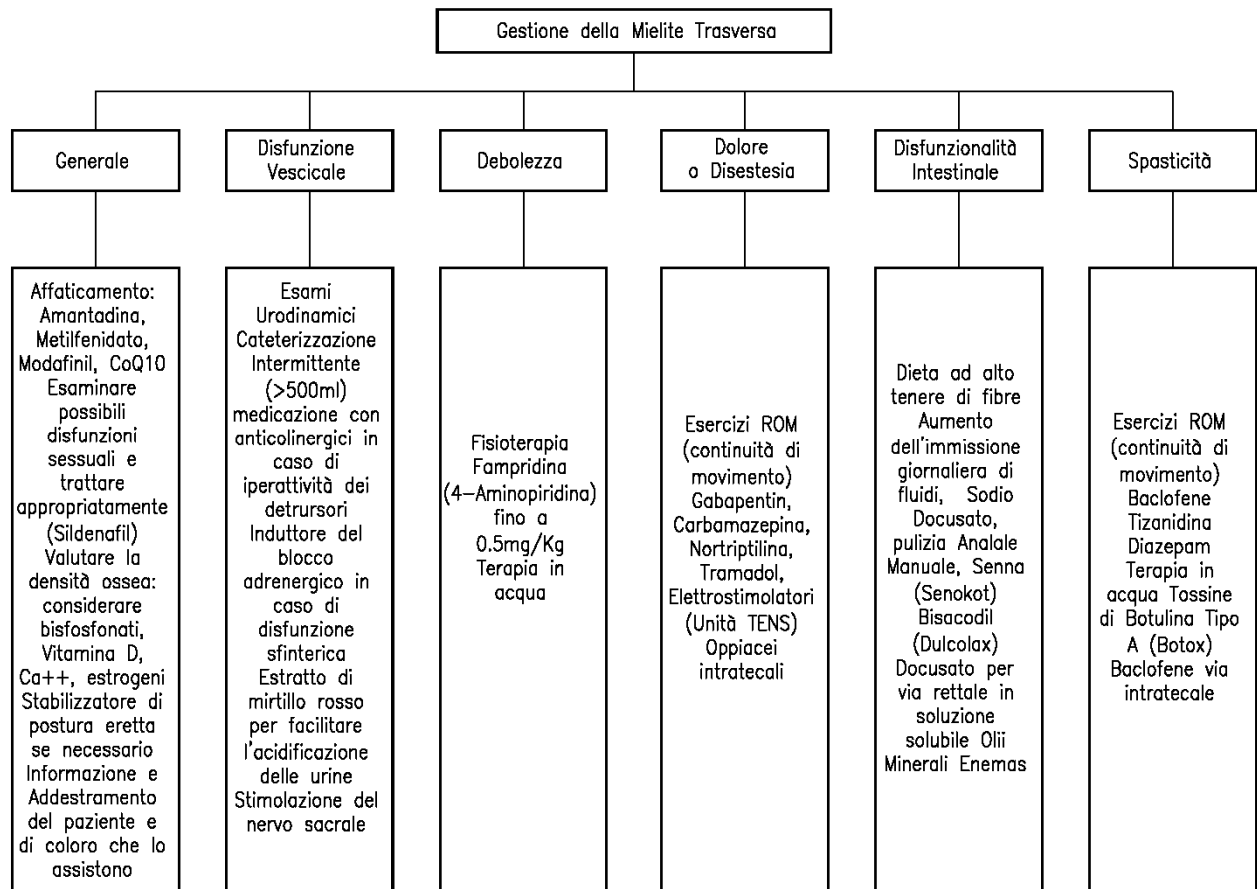 Gestione della Mielite Trasversa
Generale
Disfunzione
Vescicale
Debolezza
Dolore
o Disestesia
Disfunzionalità
Intestinale
Spasticità
Affaticamento:
Amantadina,
Metilfenidato,
Modafinil, CoQ10
Esaminare
possibili
disfunzioni
sessuali e
trattare
appropriatamente
(Sildenafil)
Valutare la
densità ossea:
considerare
bisfosfonati,
Vitamina D,
Ca++, estrogeni
Stabilizzatore di
postura eretta
se necessario
Informazione e
Addestramento
del paziente e
di coloro che lo
assistono
Esami
Urodinamici
Cateterizzazione
Intermittente
(>500ml)
medicazione con
anticolinergici in
caso di
iperattività dei
detrursori
Induttore del
blocco
adrenergico in
caso di
disfunzione
sfinterica
Estratto di
mirtillo rosso
per facilitare
l'acidificazione
delle urine
Stimolazione del
nervo sacrale
Fisioterapia
Fampridina
(4-Aminopiridina)
fino a
0.5mg/Kg
Terapia in
acqua
Esercizi ROM
(continuità di
movimento)
Gabapentin,
Carbamazepina,
Nortriptilina,
Tramadol,
Elettrostimolatori
(Unità TENS)
Oppiacei
intratecali
Dieta ad alto
tenere di fibre
Aumento
dell'immissione
giornaliera di
fluidi, Sodio
Docusato,
pulizia Analale
Manuale, Senna
(Senokot)
Bisacodil
(Dulcolax)
Docusato per
via rettale in
soluzione
solubile Olii
Minerali Enemas
Esercizi ROM
(continuità di
movimento)
Baclofene
Tizanidina
Diazepam
Terapia in
acqua Tossine
di Botulina Tipo
A (Botox)
Baclofene via
intratecale